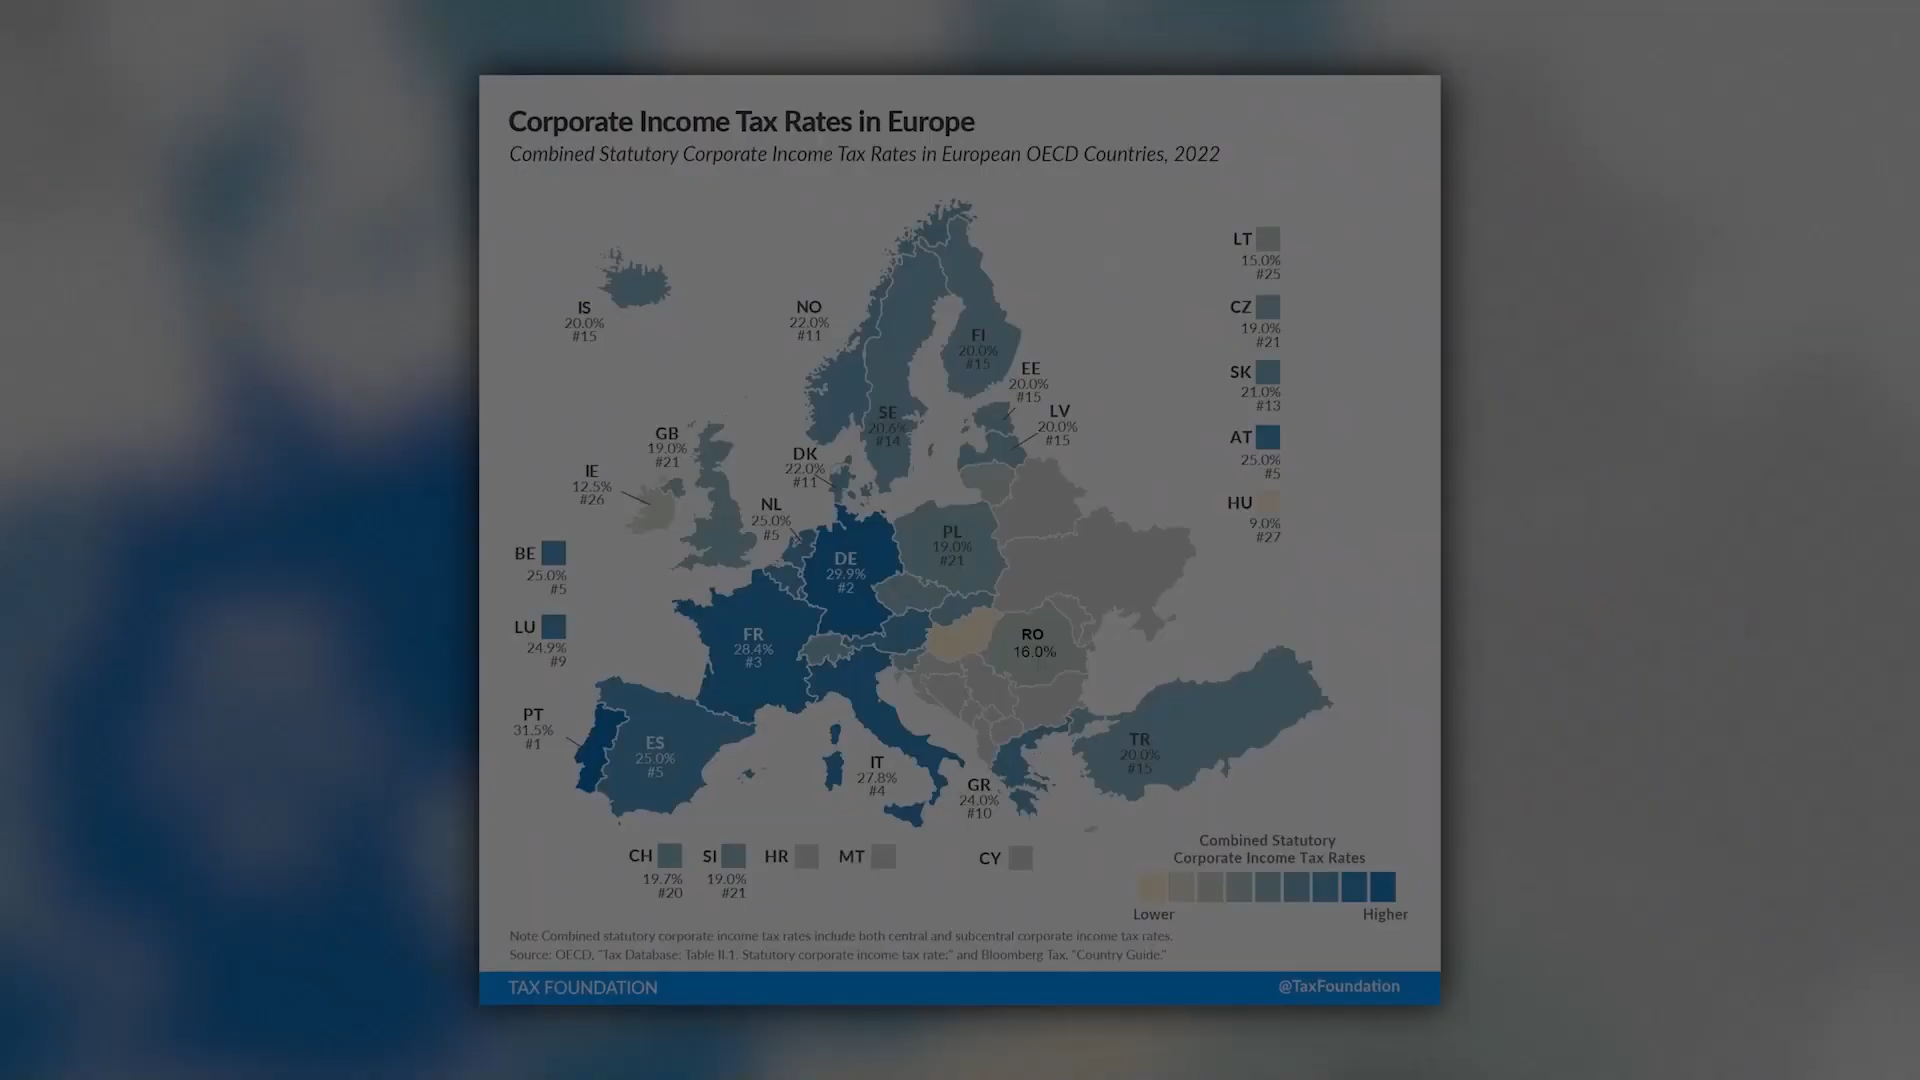 Corporate Income Tax Rates in Europe
Combined Statutory Corporate Income Tax Rates in European OECD Countries, 2022
IS
20.0%
#15
NO
22.0%
#11
FI
20.0%
#15
EE
20.0%
#15
LV
20.0%
#15
SE
20.6%
#14
GB
19.0%
#21
IE
12.5%
#26
DK
22.0%
#11
NL
25.0%
#5
DE
29.9%
#2
PL
19.0%
#21
BE
25.0%
#5
LU
24.9%
#9
FR
28.4%
#3
RO
16.0%
PT
31.5%
#1
ES
25.0%
#5
IT
27.8%
#4
GR
24.0%
#10
TR
20.0%
#15
LT
15.0%
#25
CZ
19.0%
#21
SK
21.0%
#13
AT
25.0%
#5
HU
9.0%
#27
CH
19.7%
#20
SI
19.0%
#21
HR
MT
CY
Combined Statutory
Corporate Income Tax Rates
Lower Higher
Note Combined statutory corporate income tax rates include both central and subcentral corporate income tax rates.
Source: OECD, "Tax Database: Table II.1. Statutory corporate income tax rate;" and Bloomberg Tax, "Country Guide."
TAX FOUNDATION @TaxFoundation